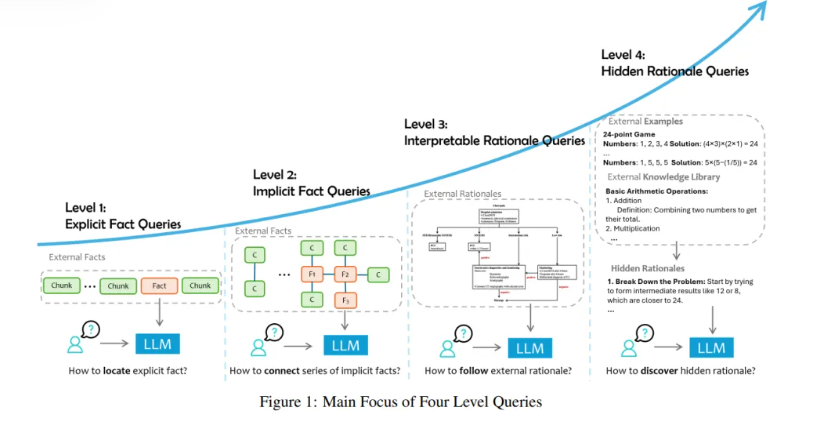 Level 4:
Hidden Rationale Queries
Level 3:
Interpretable Rationale Queries
Level 2:
Implicit Fact Queries
Level 1:
Explicit Fact Queries
External Facts
Chunk ... Chunk Fact Chunk
LLM
How to locate explicit fact?
External Facts
C C C
... F1 F2 C
C C F3
LLM
How to connect series of implicit facts?
External Rationales
LLM
How to follow external rationale?
External Examples
24-point Game
Numbers: 1, 2, 3, 4 Solution: (4×3)×(2×1) = 24
...
Numbers: 1, 5, 5, 5 Solution: 5×(5-(1/5)) = 24
External Knowledge Library
Basic Arithmetic Operations:
1. Addition
Definition: Combining two numbers to get
their total.
2. Multiplication
...
Hidden Rationales
1. Break Down the Problem: Start by trying
to form intermediate results like 12 or 8,
which are closer to 24.
...
LLM
How to discover hidden rationale?
Figure 1: Main Focus of Four Level Queries